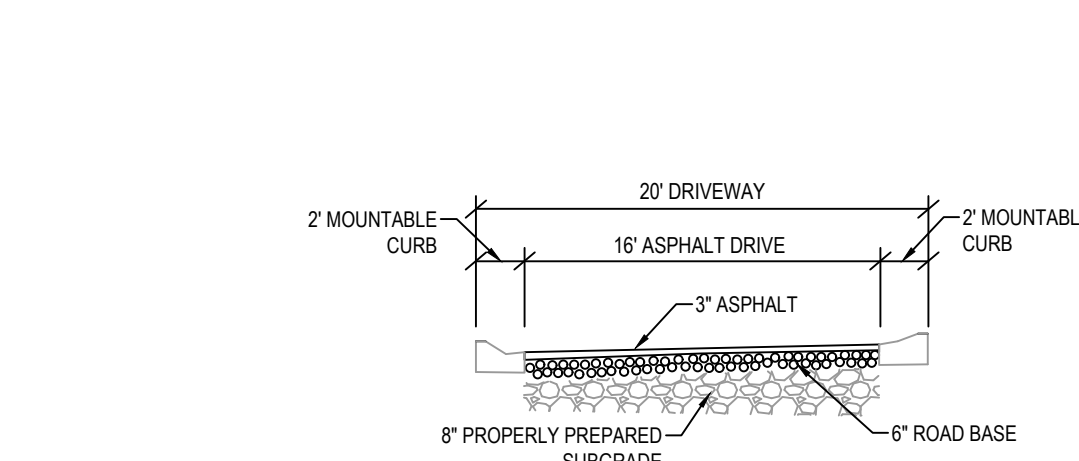 20' DRIVEWAY
2' MOUNTABLE
CURB
16' ASPHALT DRIVE
2' MOUNTABL
CURB
3" ASPHALT
8" PROPERLY PREPARED
SUBGRADE
6" ROAD BASE